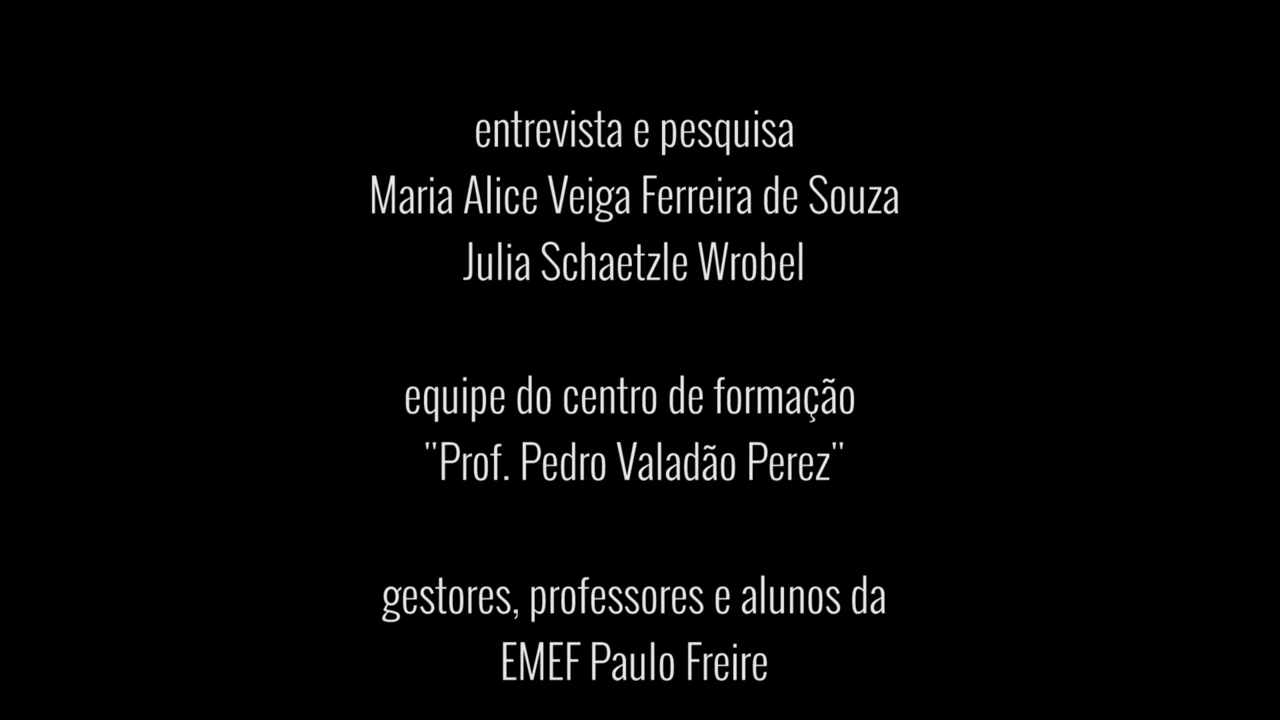 entrevista e pesquisa
Maria Alice Veiga Ferreira de Souza
Julia Schaetzle Wrobel
equipe do centro de formação
"Prof. Pedro Valadão Perez"
gestores, professores e alunos da
EMEF Paulo Freire